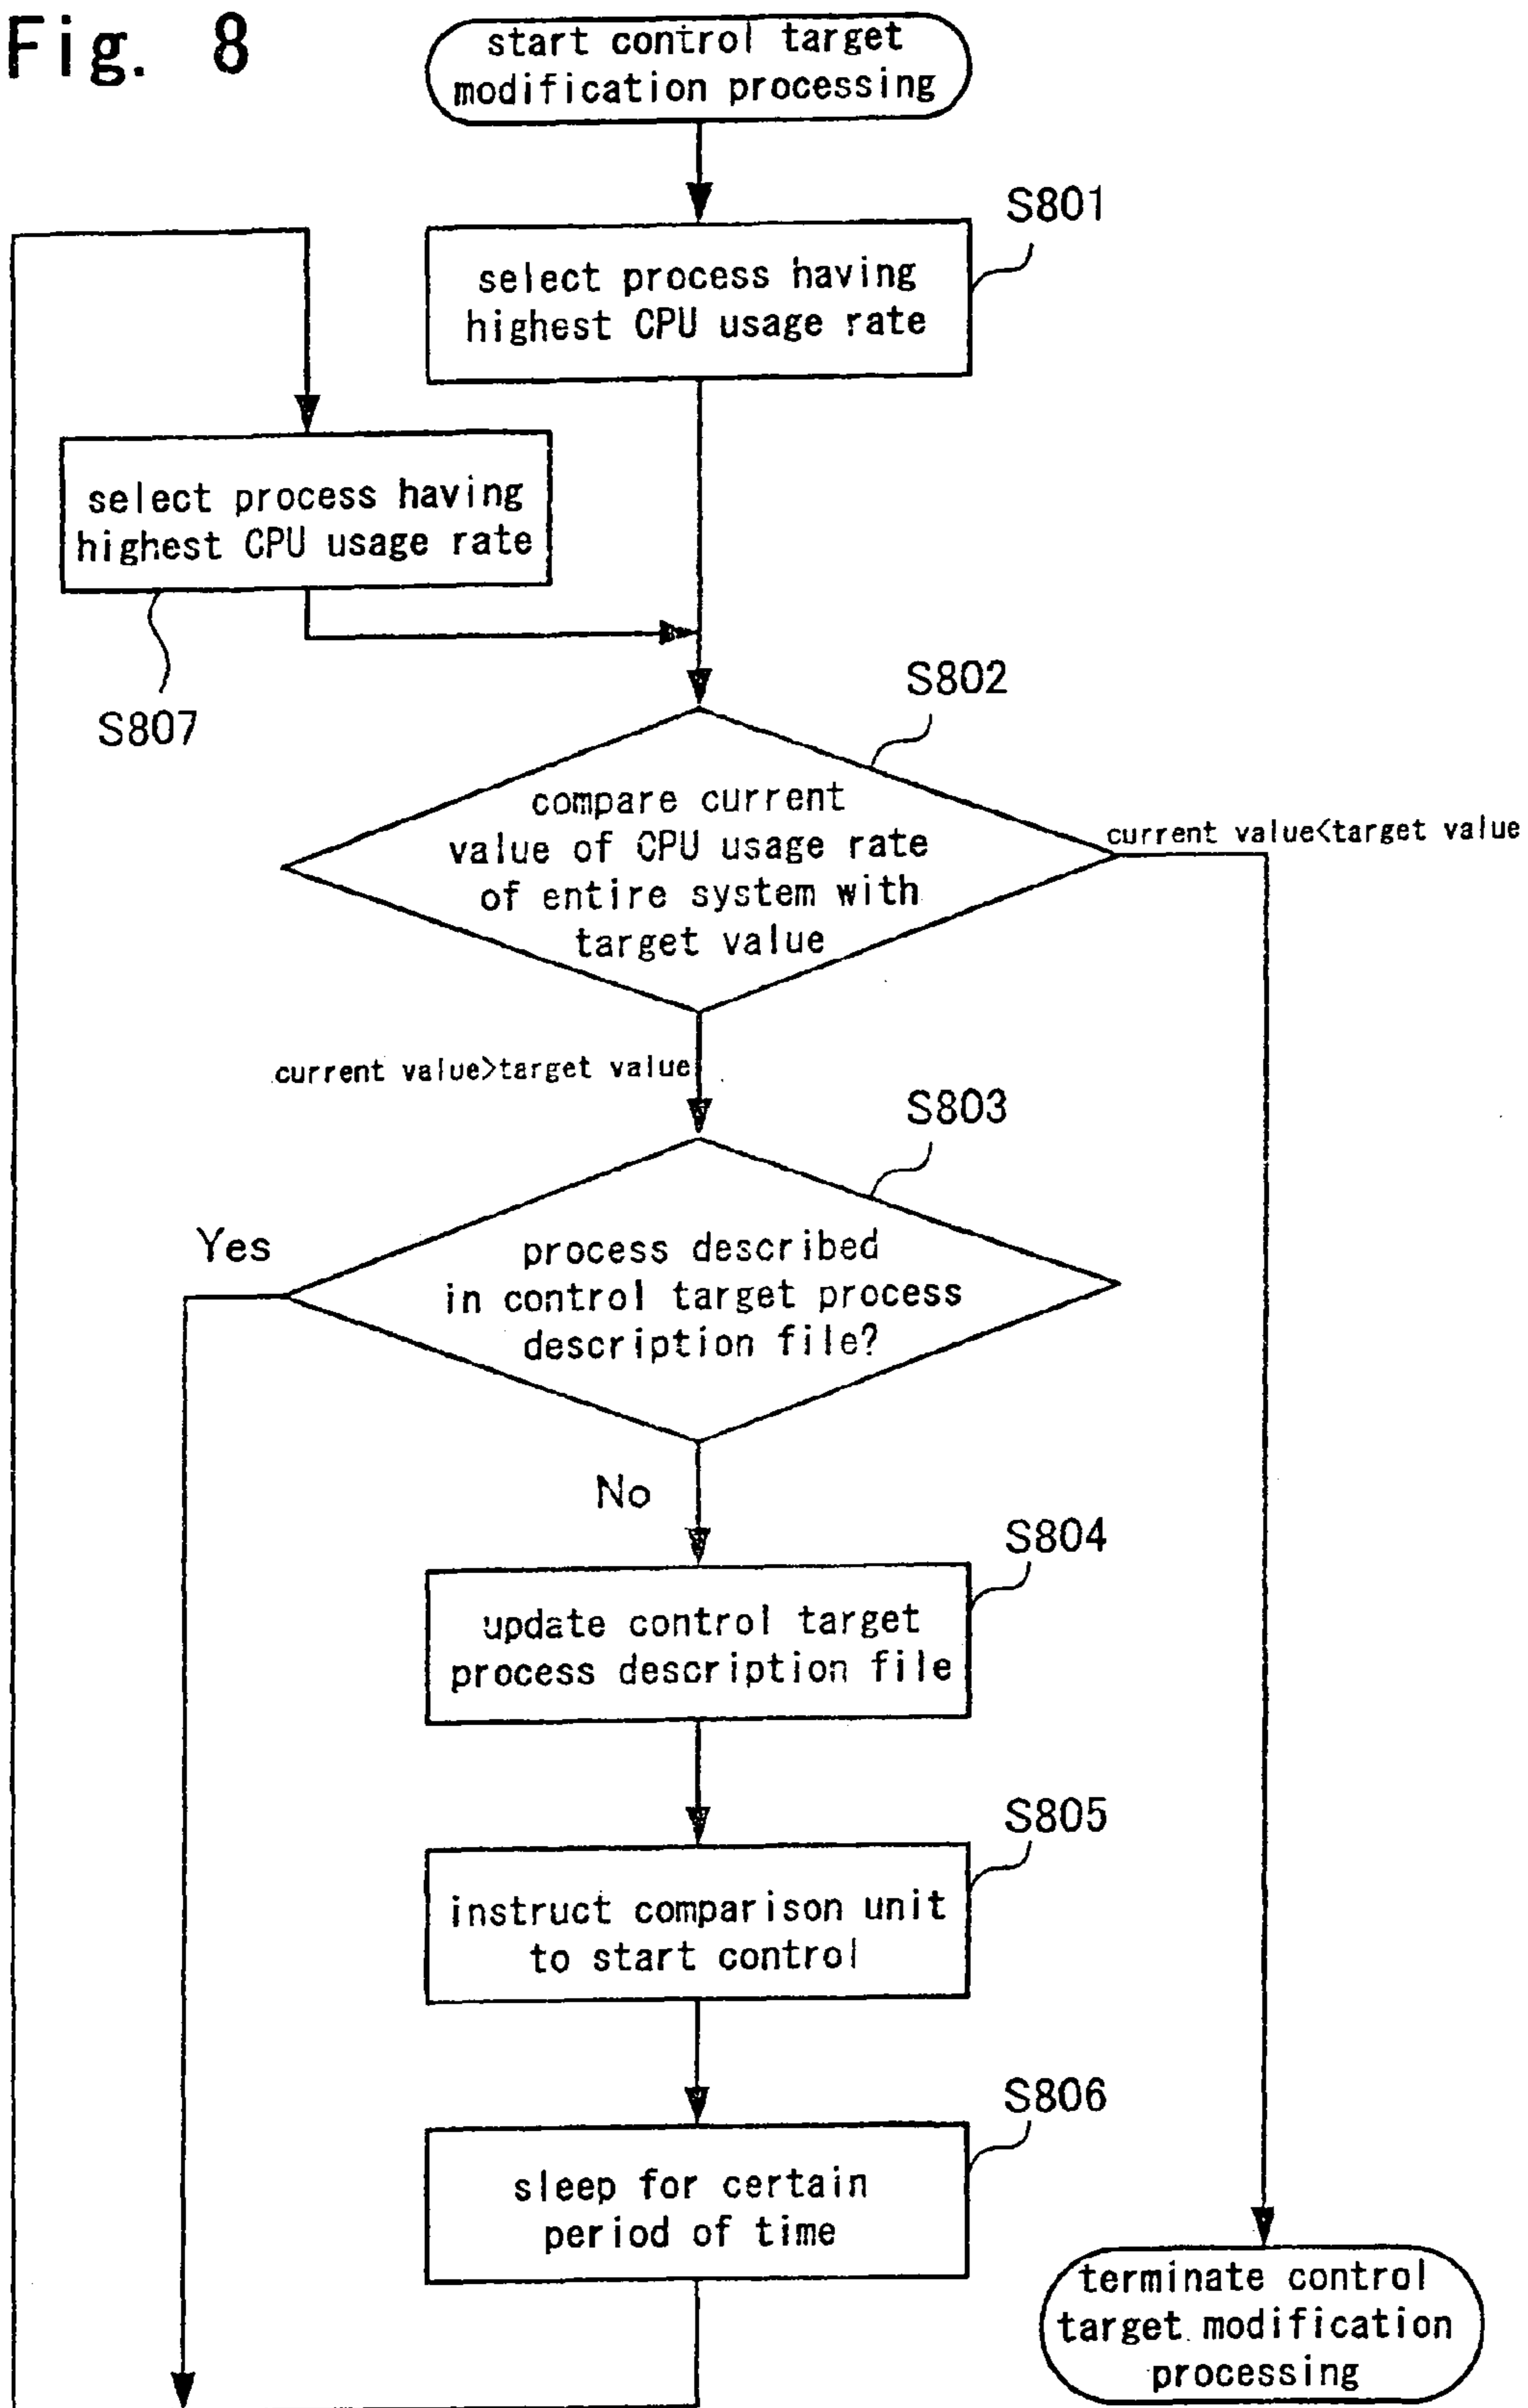 Fig. 8
start control target
modification processing
S801
select process having
highest CPU usage rate
select process having
highest CPU usage rate
S807
S802
compare current
value of CPU usage rate
of entire system with
target value
current value<target value
current value>target value
S803
Yes
process described
in control target process
description file?
No
S804
update control target
process description file
S805
instruct comparison unit
to start control
S806
sleep for certain
period of time
terminate control
target modification
processing